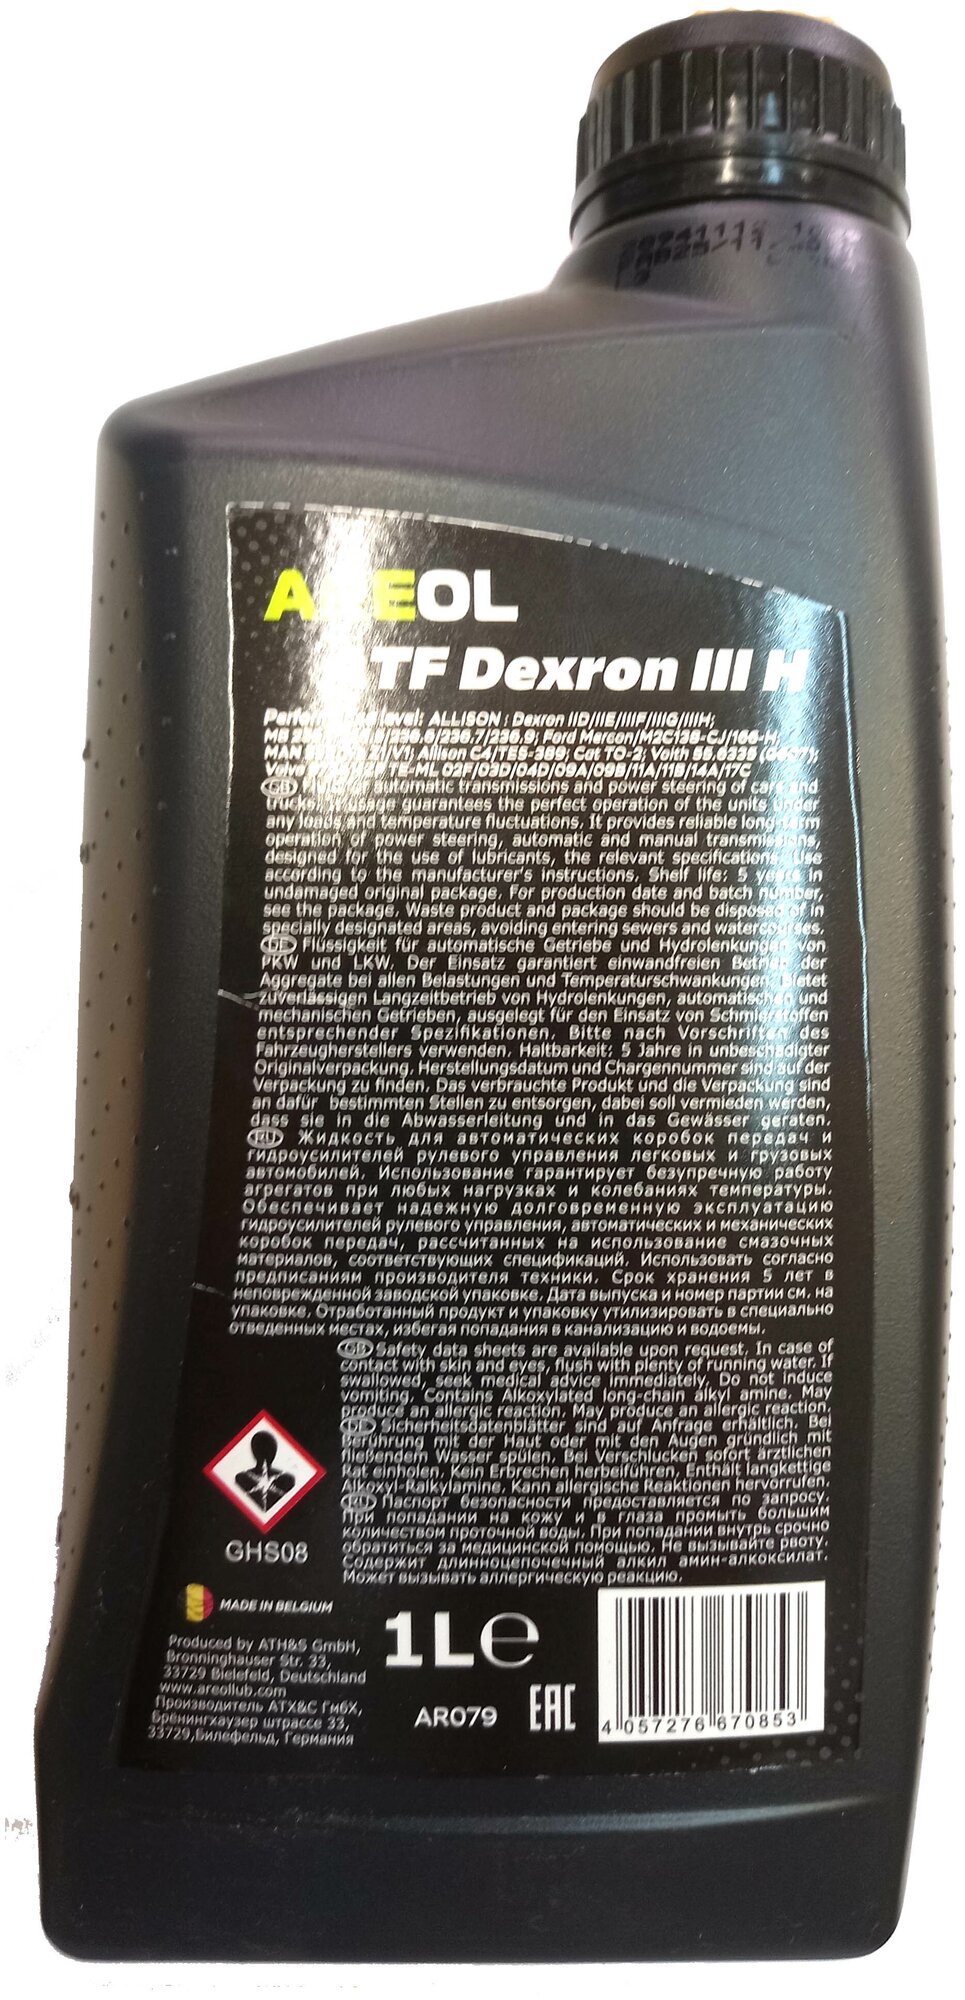 OL
TF Dexron III H
level: ALLISON : Dexron IID/IIE/IIIF/IIIG/IIIH;
236.6/236.7/236.9; Ford Mercon/M2C138-CJ/166-H
MAN Allison C4/TES-389, Cat TO-2; Voith 55.6335
TE-ML 02F/03D/04D/09A/09B/11A/11B/14A/17C
GB automatic transmissions and power steering of cars and
trucks. usage guarantees the perfect operation of the units under
any loads and temperature fluctuations. It provides reliable long-term
operation of power steering, automatic and manual transmissions,
designed for the use of lubricants, the relevant specifications. Use
according to the manufacturer's instructions. Shelf life: 5 years in
undamaged original package. For production date and batch number,
see the package. Waste product and package should be disposed of in
specially designated areas, avoiding entering sewers and watercourses.
Flüssigkeit für automatische Getriebe und Hydrolenkungen von
PKW und LKW. Der Einsatz garantiert einwandfreien Betrieb der
Aggregate bei allen Belastungen und Temperaturschwankungen. Bietet
zuverlässigen Langzeitbetrieb von Hydrolenkungen, automatischen und
mechanischen Getrieben, ausgelegt für den Einsatz von Schmierstoffen
entsprechender Spezifikationen. Bitte nach Vorschriften des
Fahrzeugherstellers verwenden. Haltbarkeit: 5 Jahre in unbeschädigter
Originalverpackung. Herstellungsdatum und Chargennummer sind auf der
Verpackung zu finden. Das verbrauchte Produkt und die Verpackung sind
an dafür bestimmten Stellen zu entsorgen, dabei soll vermieden werden,
dass sie in die Abwasserleitung und in das Gewässer geraten.
RU Жидкость для автоматических коробок передач и
гидроусилителей рулевого управления легковых и грузовых
автомобилей. Использование гарантирует безупречную работу
агрегатов при любых нагрузках и колебаниях температуры.
Обеспечивает надежную долговременную эксплуатацию
гидроусилителей рулевого управления, автоматических и механических
коробок передач, рассчитанных на использование смазочных
материалов, соответствующих спецификаций. Использовать согласно
предписаниям производителя техники. Срок хранения 5 лет в
неповрежденной заводской упаковке. Дата выпуска и номер партии см. на
упаковке. Отработанный продукт и упаковку утилизировать в специально
отведенных местах, избегая попадания в канализацию и водоемы.
GB Safety data sheets are available upon request. In case of
contact with skin and eyes, flush with plenty of running water. If
swallowed, seek medical advice immediately. Do not induce
vomiting. Contains Alkoxylated long-chain alkyl amine. May
produce an allergic reaction. May produce an allergic reaction.
Sicherheitsdatenblätter sind auf Anfrage erhältlich. Bei
Berührung mit der Haut oder mit den Augen gründlich mit
fließendem Wasser spülen. Bei Verschlucken sofort ärztlichen
Rat einholen. Kein Erbrechen herbeiführen. Enthält langkettige
Alkoxyl-Ralkylamine. Kann allergische Reaktionen hervorrufen.
RU Паспорт безопасности предоставляется по запросу.
При попадании на кожу и в глаза промыть большим
количеством проточной воды. При попадании внутрь срочно
обратиться за медицинской помощью. Не вызывайте рвоту.
Содержит длинноцепочечный алкил амин-алкоксилат.
Может вызывать аллергическую реакцию.
GHS08
MADE IN BELGIUM
Produced by ATH&S GmbH,
Bronninghauser Str. 33,
33729 Bielefeld, Deutschland
www.areollub.com
Производитель АТХ&С ГмбХ,
Брёнингхаузер штрассе 33,
33729,Билефельд, Германия
1L e
AR079
EAC
4 057276 670853